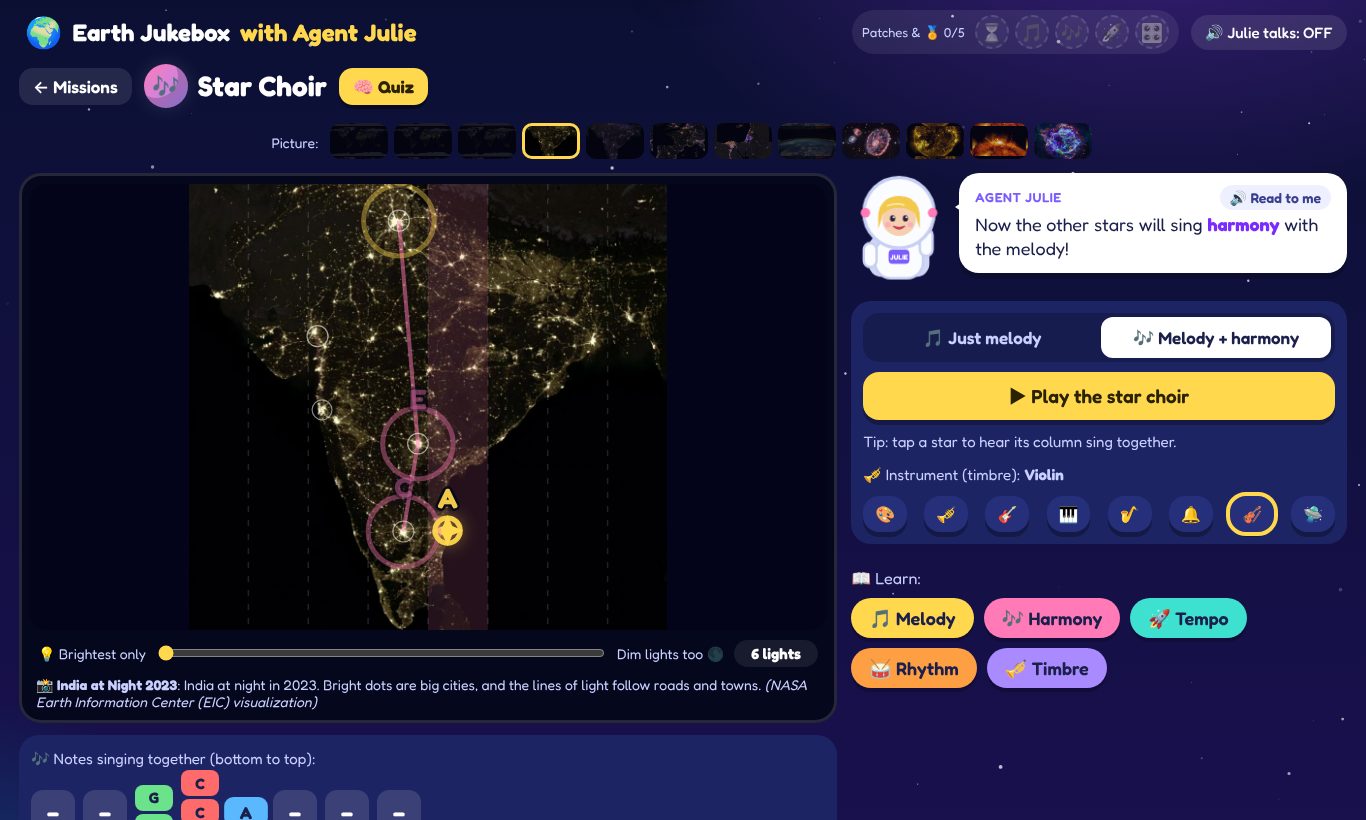 Earth Jukebox with Agent Julie
Patches & 🏅 0/5
🔊 Julie talks: OFF
← Missions
Star Choir
🧠 Quiz
Picture:
E
C
A
💡 Brightest only
Dim lights too 🌑
6 lights
📸 India at Night 2023: India at night in 2023. Bright dots are big cities, and the lines of light follow roads and towns. (NASA
Earth Information Center (EIC) visualization)
🎶 Notes singing together (bottom to top):
–
–
G
C
C
A
–
–
–
JULIE
AGENT JULIE
🔊 Read to me
Now the other stars will sing harmony with
the melody!
🎵 Just melody
🎶 Melody + harmony
▶ Play the star choir
Tip: tap a star to hear its column sing together.
🎺 Instrument (timbre): Violin
📖 Learn:
🎵 Melody
🎶 Harmony
🚀 Tempo
🥁 Rhythm
🎺 Timbre